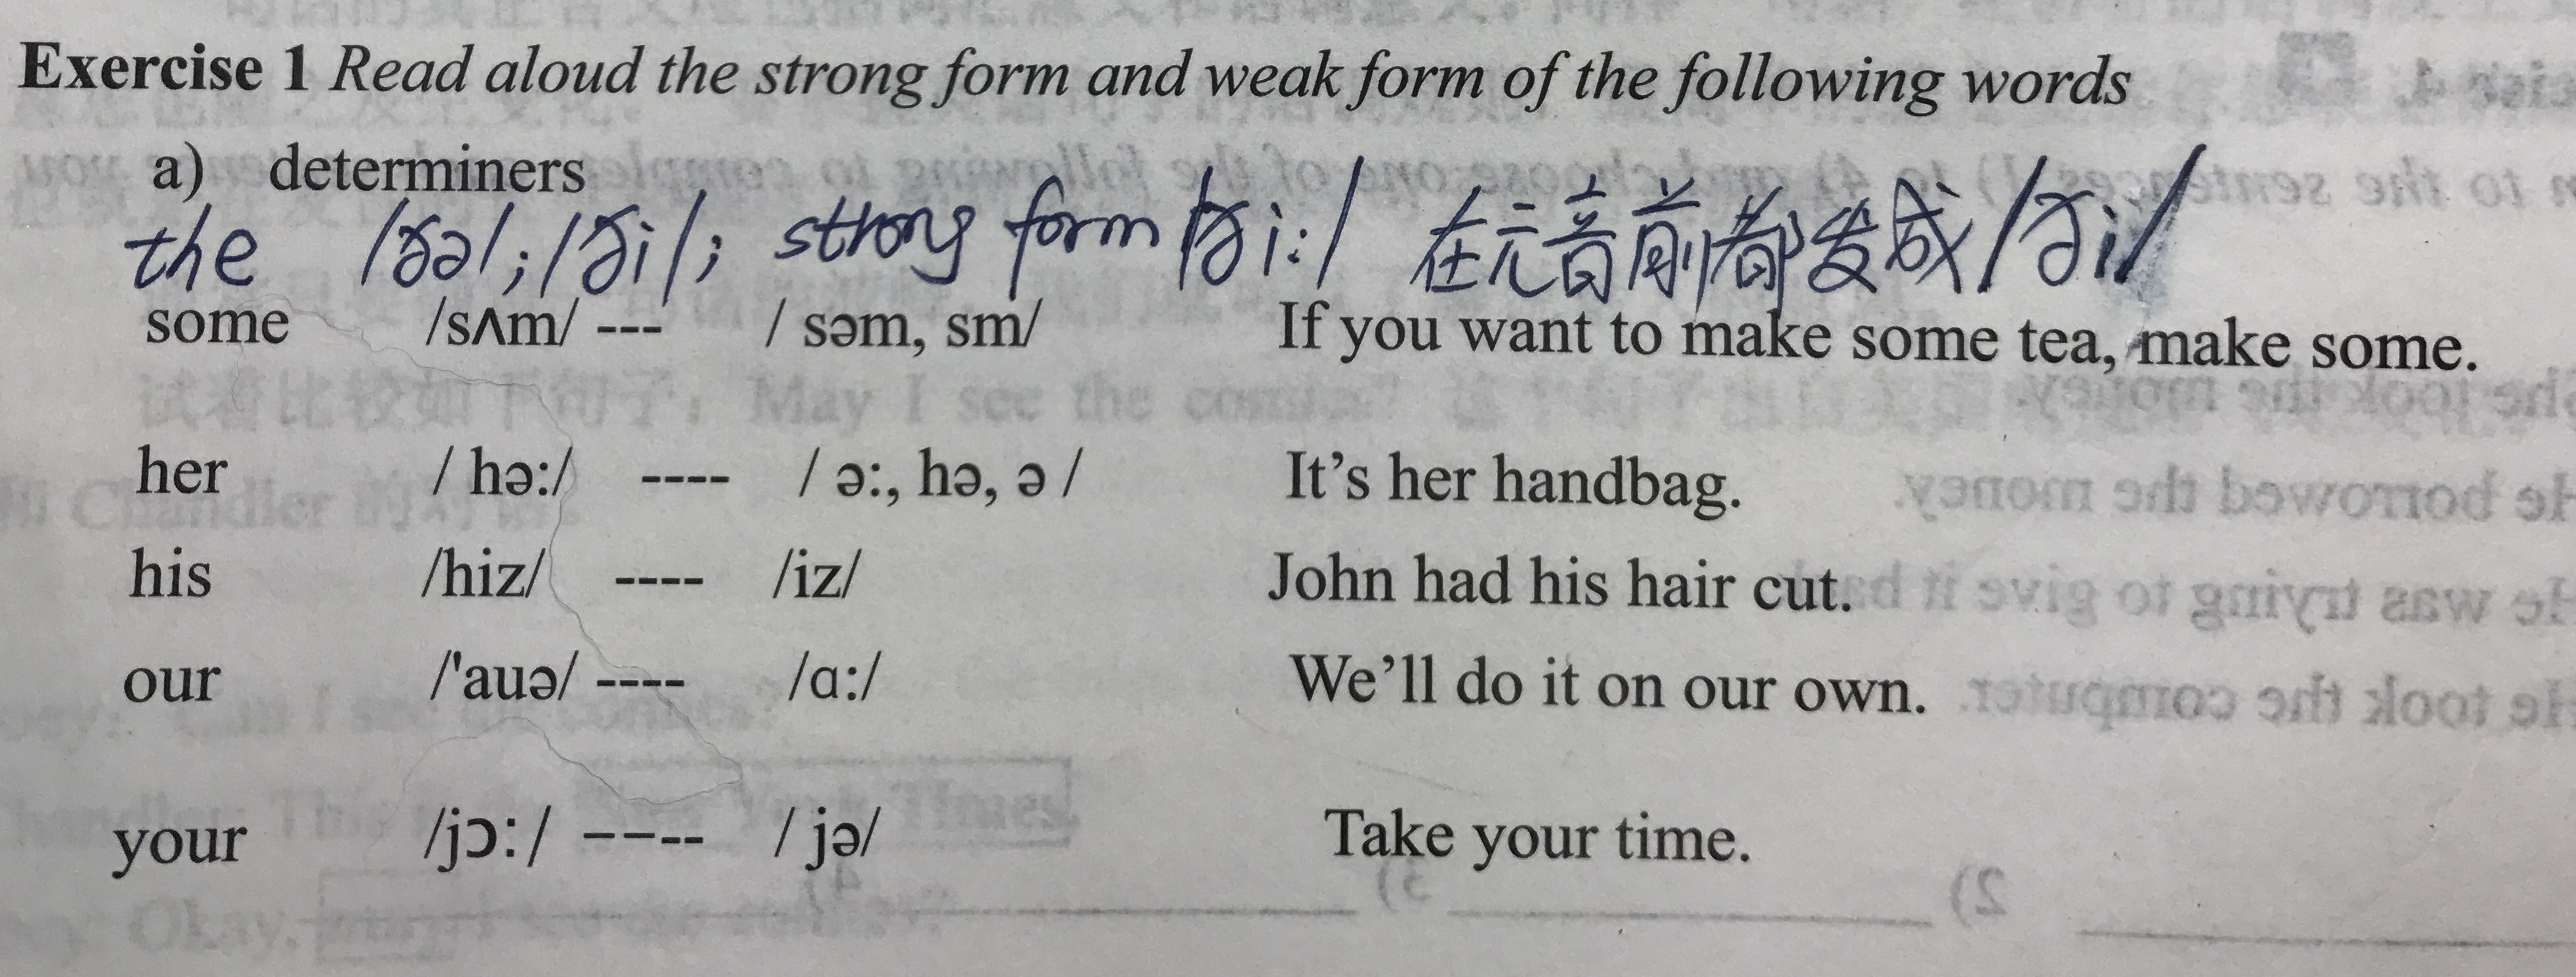 Exercise 1 Read aloud the strong form and weak form of the following words
a) determiners
the /ðə/; /ði/; strong form /ði:/ 在元音前都发成/ði/
some /sʌm/ --- / səm, sm/ If you want to make some tea, make some.
her / hə:/ ---- / ə:, hə, ə / It's her handbag.
his /hiz/ ---- /iz/ John had his hair cut.
our /'auə/ ---- /ɑ:/ We'll do it on our own.
your /jɔ:/ ---- / jə/ Take your time.